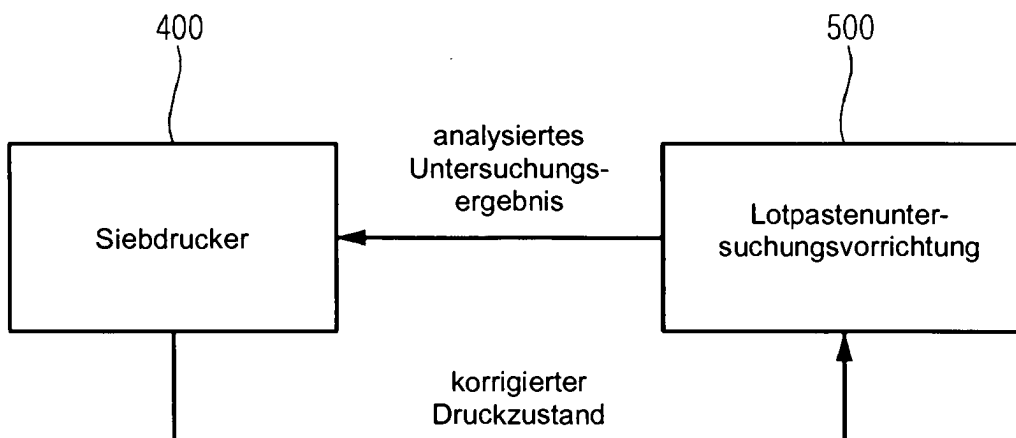 400
500
analysiertes
Untersuchungs-
ergebnis
Siebdrucker
Lotpastenunter-
suchungsvorrichtung
korrigierter
Druckzustand